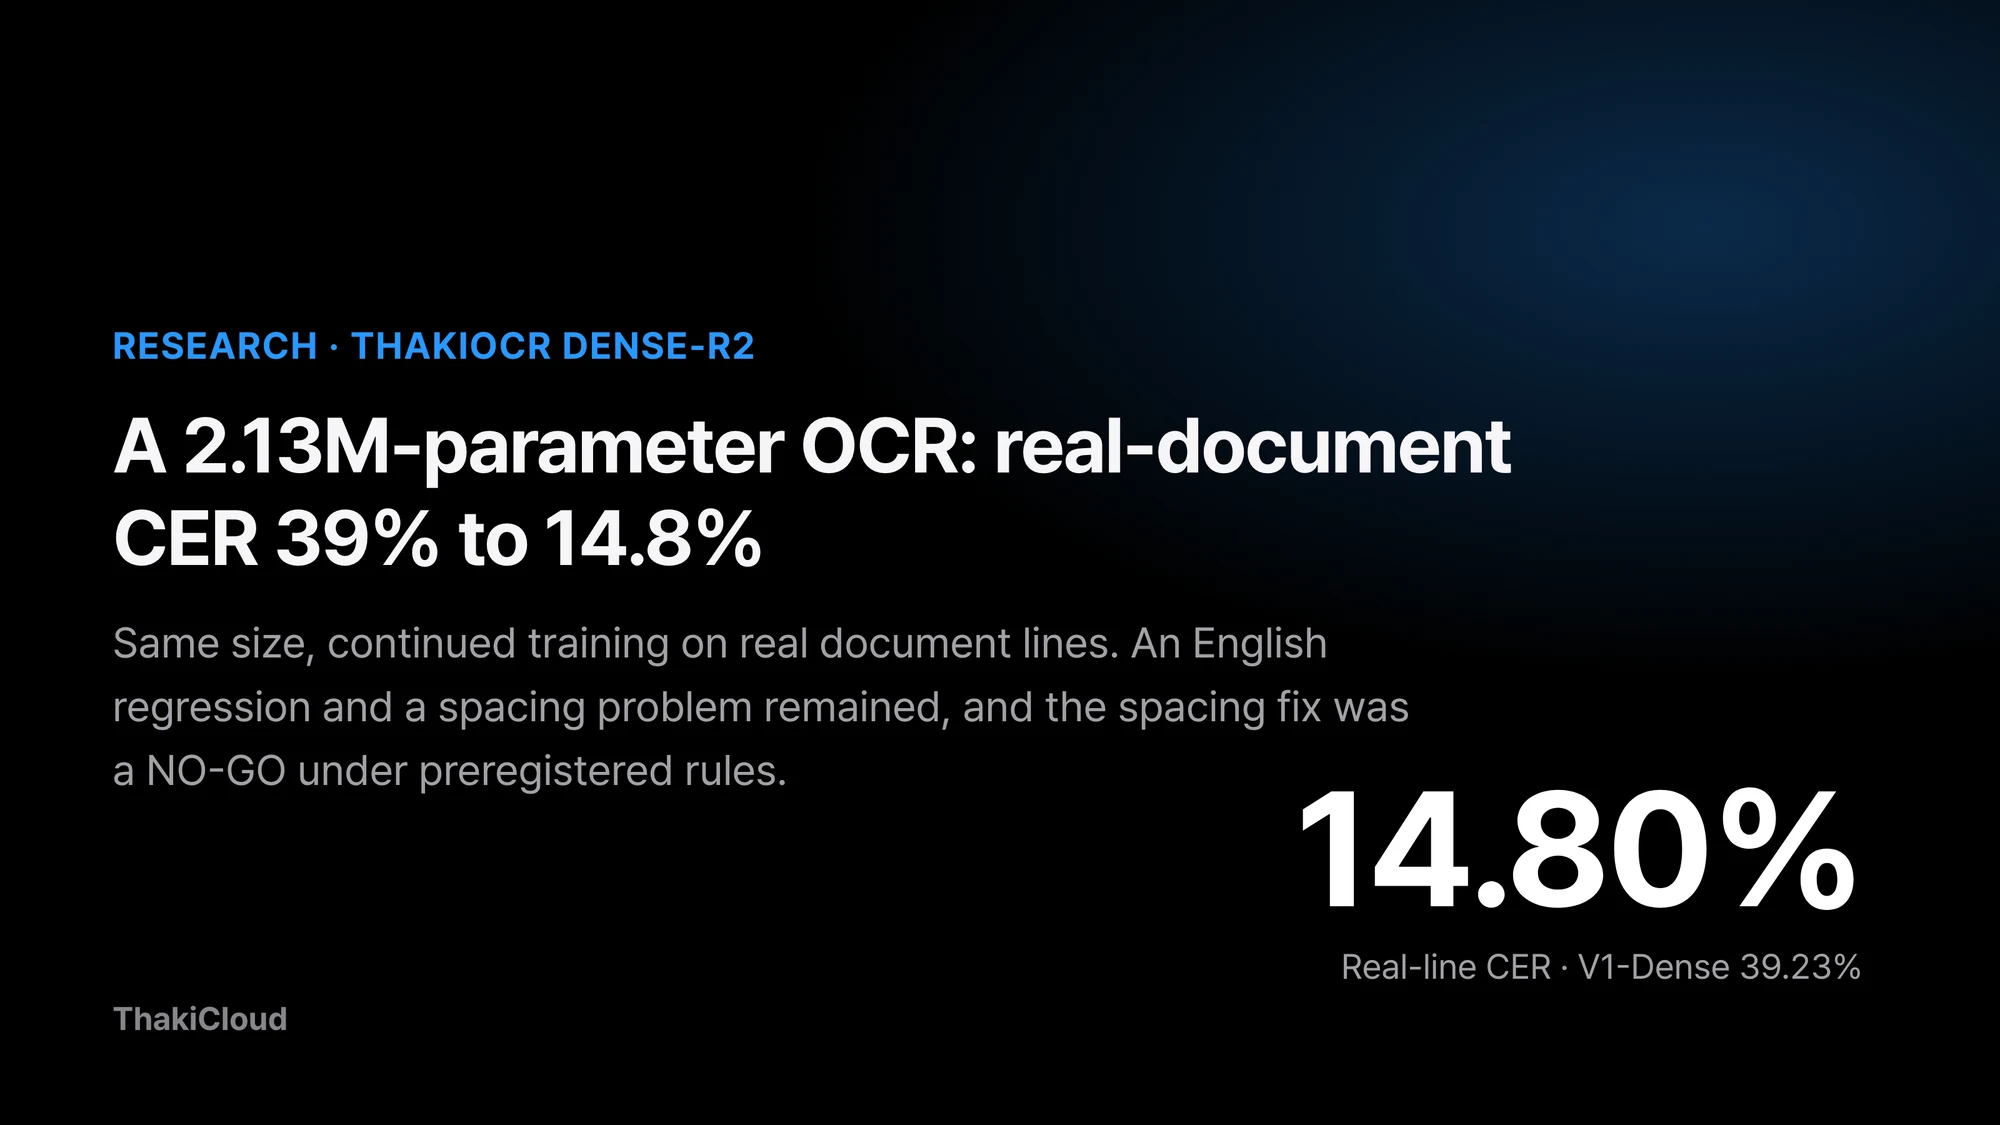 RESEARCH · THAKIOCR DENSE-R2
A 2.13M-parameter OCR: real-document
CER 39% to 14.8%
Same size, continued training on real document lines. An English
regression and a spacing problem remained, and the spacing fix was
a NO-GO under preregistered rules.
14.80%
Real-line CER · V1-Dense 39.23%
ThakiCloud